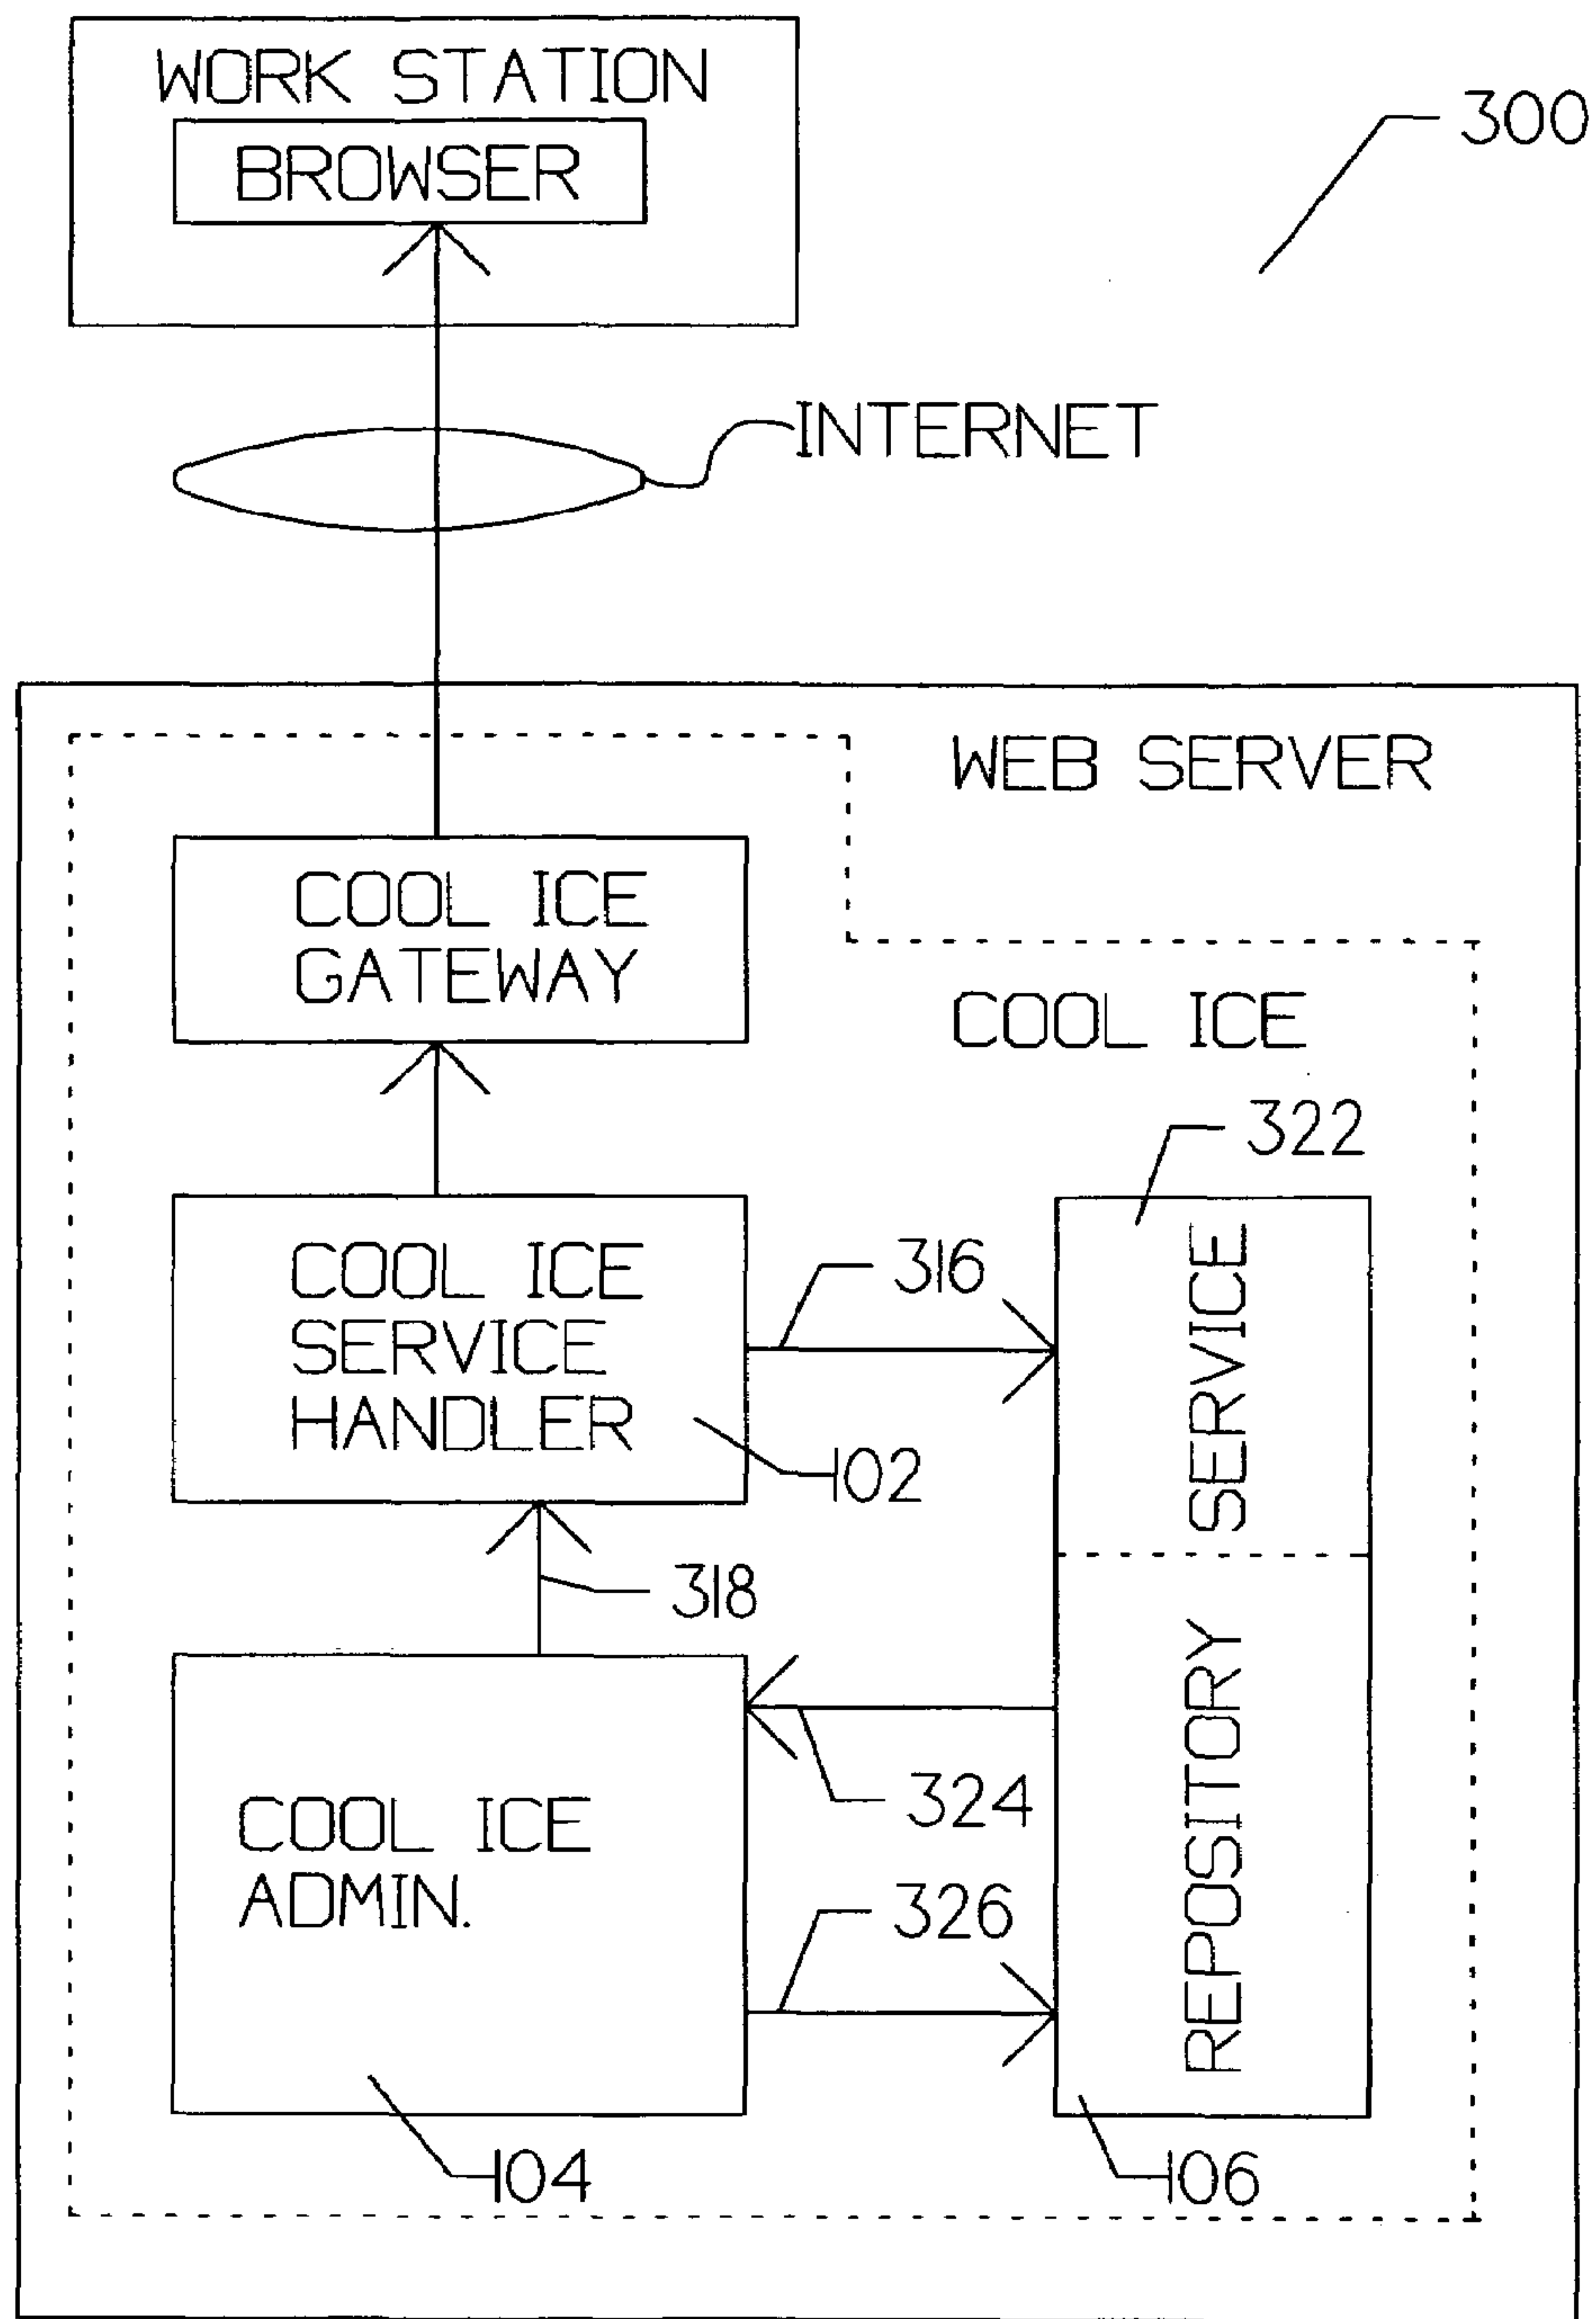 WORK STATION
BROWSER
300
INTERNET
WEB SERVER
COOL ICE
GATEWAY
COOL ICE
322
COOL ICE
SERVICE
HANDLER
316
SERVICE
102
318
REPOSITORY
324
COOL ICE
ADMIN.
326
104
106